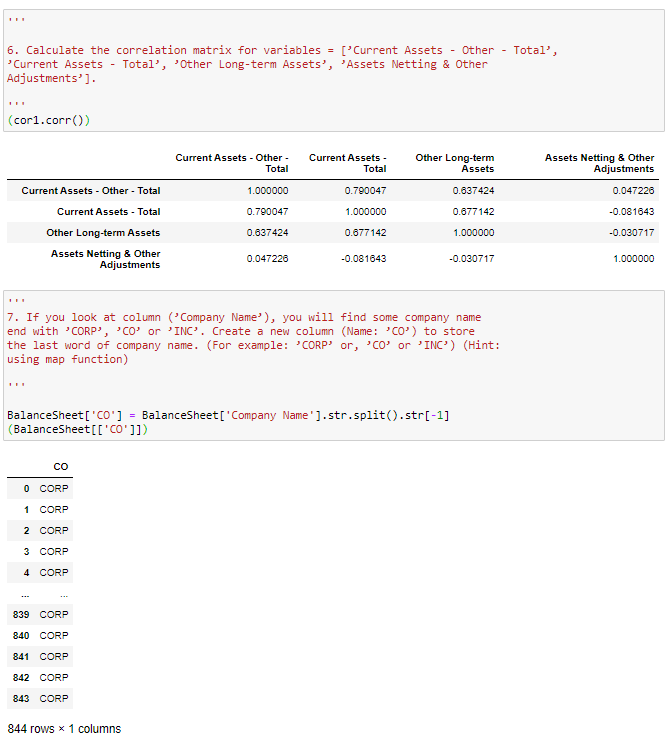 '''
6. Calculate the correlation matrix for variables = [’Current Assets - Other - Total’,
’Current Assets - Total’, ’Other Long-term Assets’, ’Assets Netting & Other
Adjustments’].
'''
(cor1.corr())
Current Assets - Other - Total Current Assets - Total Other Long-term Assets Assets Netting & Other Adjustments
Current Assets - Other - Total 1.000000 0.790047 0.637424 0.047226
Current Assets - Total 0.790047 1.000000 0.677142 -0.081643
Other Long-term Assets 0.637424 0.677142 1.000000 -0.030717
Assets Netting & Other Adjustments 0.047226 -0.081643 -0.030717 1.000000
'''
7. If you look at column (’Company Name’), you will find some company name
end with ’CORP’, ’CO’ or ’INC’. Create a new column (Name: ’CO’) to store
the last word of company name. (For example: ’CORP’ or, ’CO’ or ’INC’) (Hint:
using map function)
'''
BalanceSheet['CO'] = BalanceSheet['Company Name'].str.split().str[-1]
(BalanceSheet[['CO']])
CO
0 CORP
1 CORP
2 CORP
3 CORP
4 CORP
... ...
839 CORP
840 CORP
841 CORP
842 CORP
843 CORP
844 rows × 1 columns